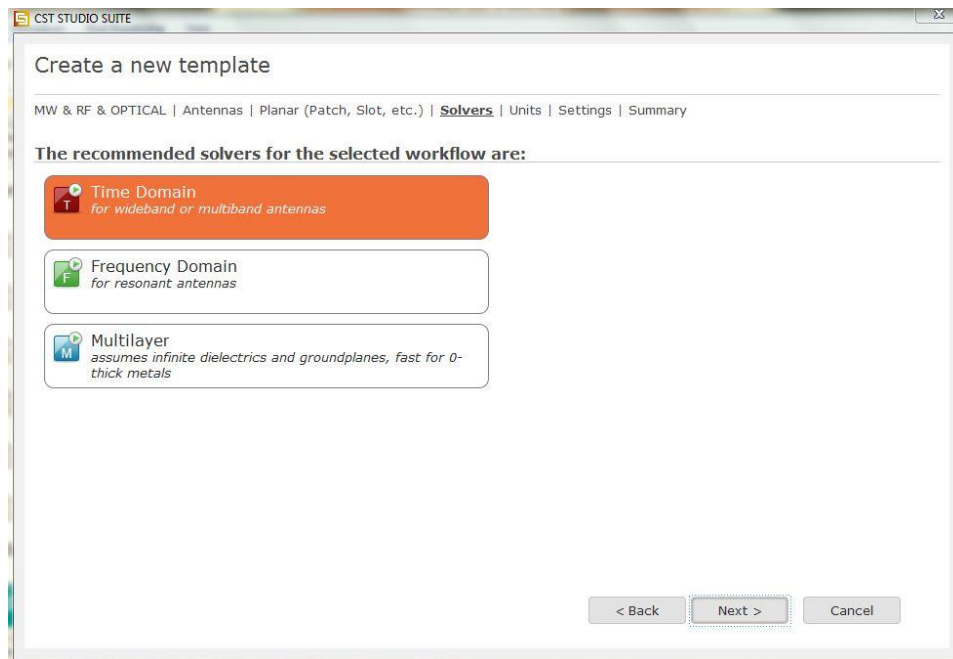 CST STUDIO SUITE
Create a new template
MW & RF & OPTICAL | Antennas | Planar (Patch, Slot, etc.) | Solvers | Units | Settings | Summary
The recommended solvers for the selected workflow are:
T
Time Domain
for wideband or multiband antennas
F
Frequency Domain
for resonant antennas
M
Multilayer
assumes infinite dielectrics and groundplanes, fast for 0-
thick metals
< Back Next > Cancel